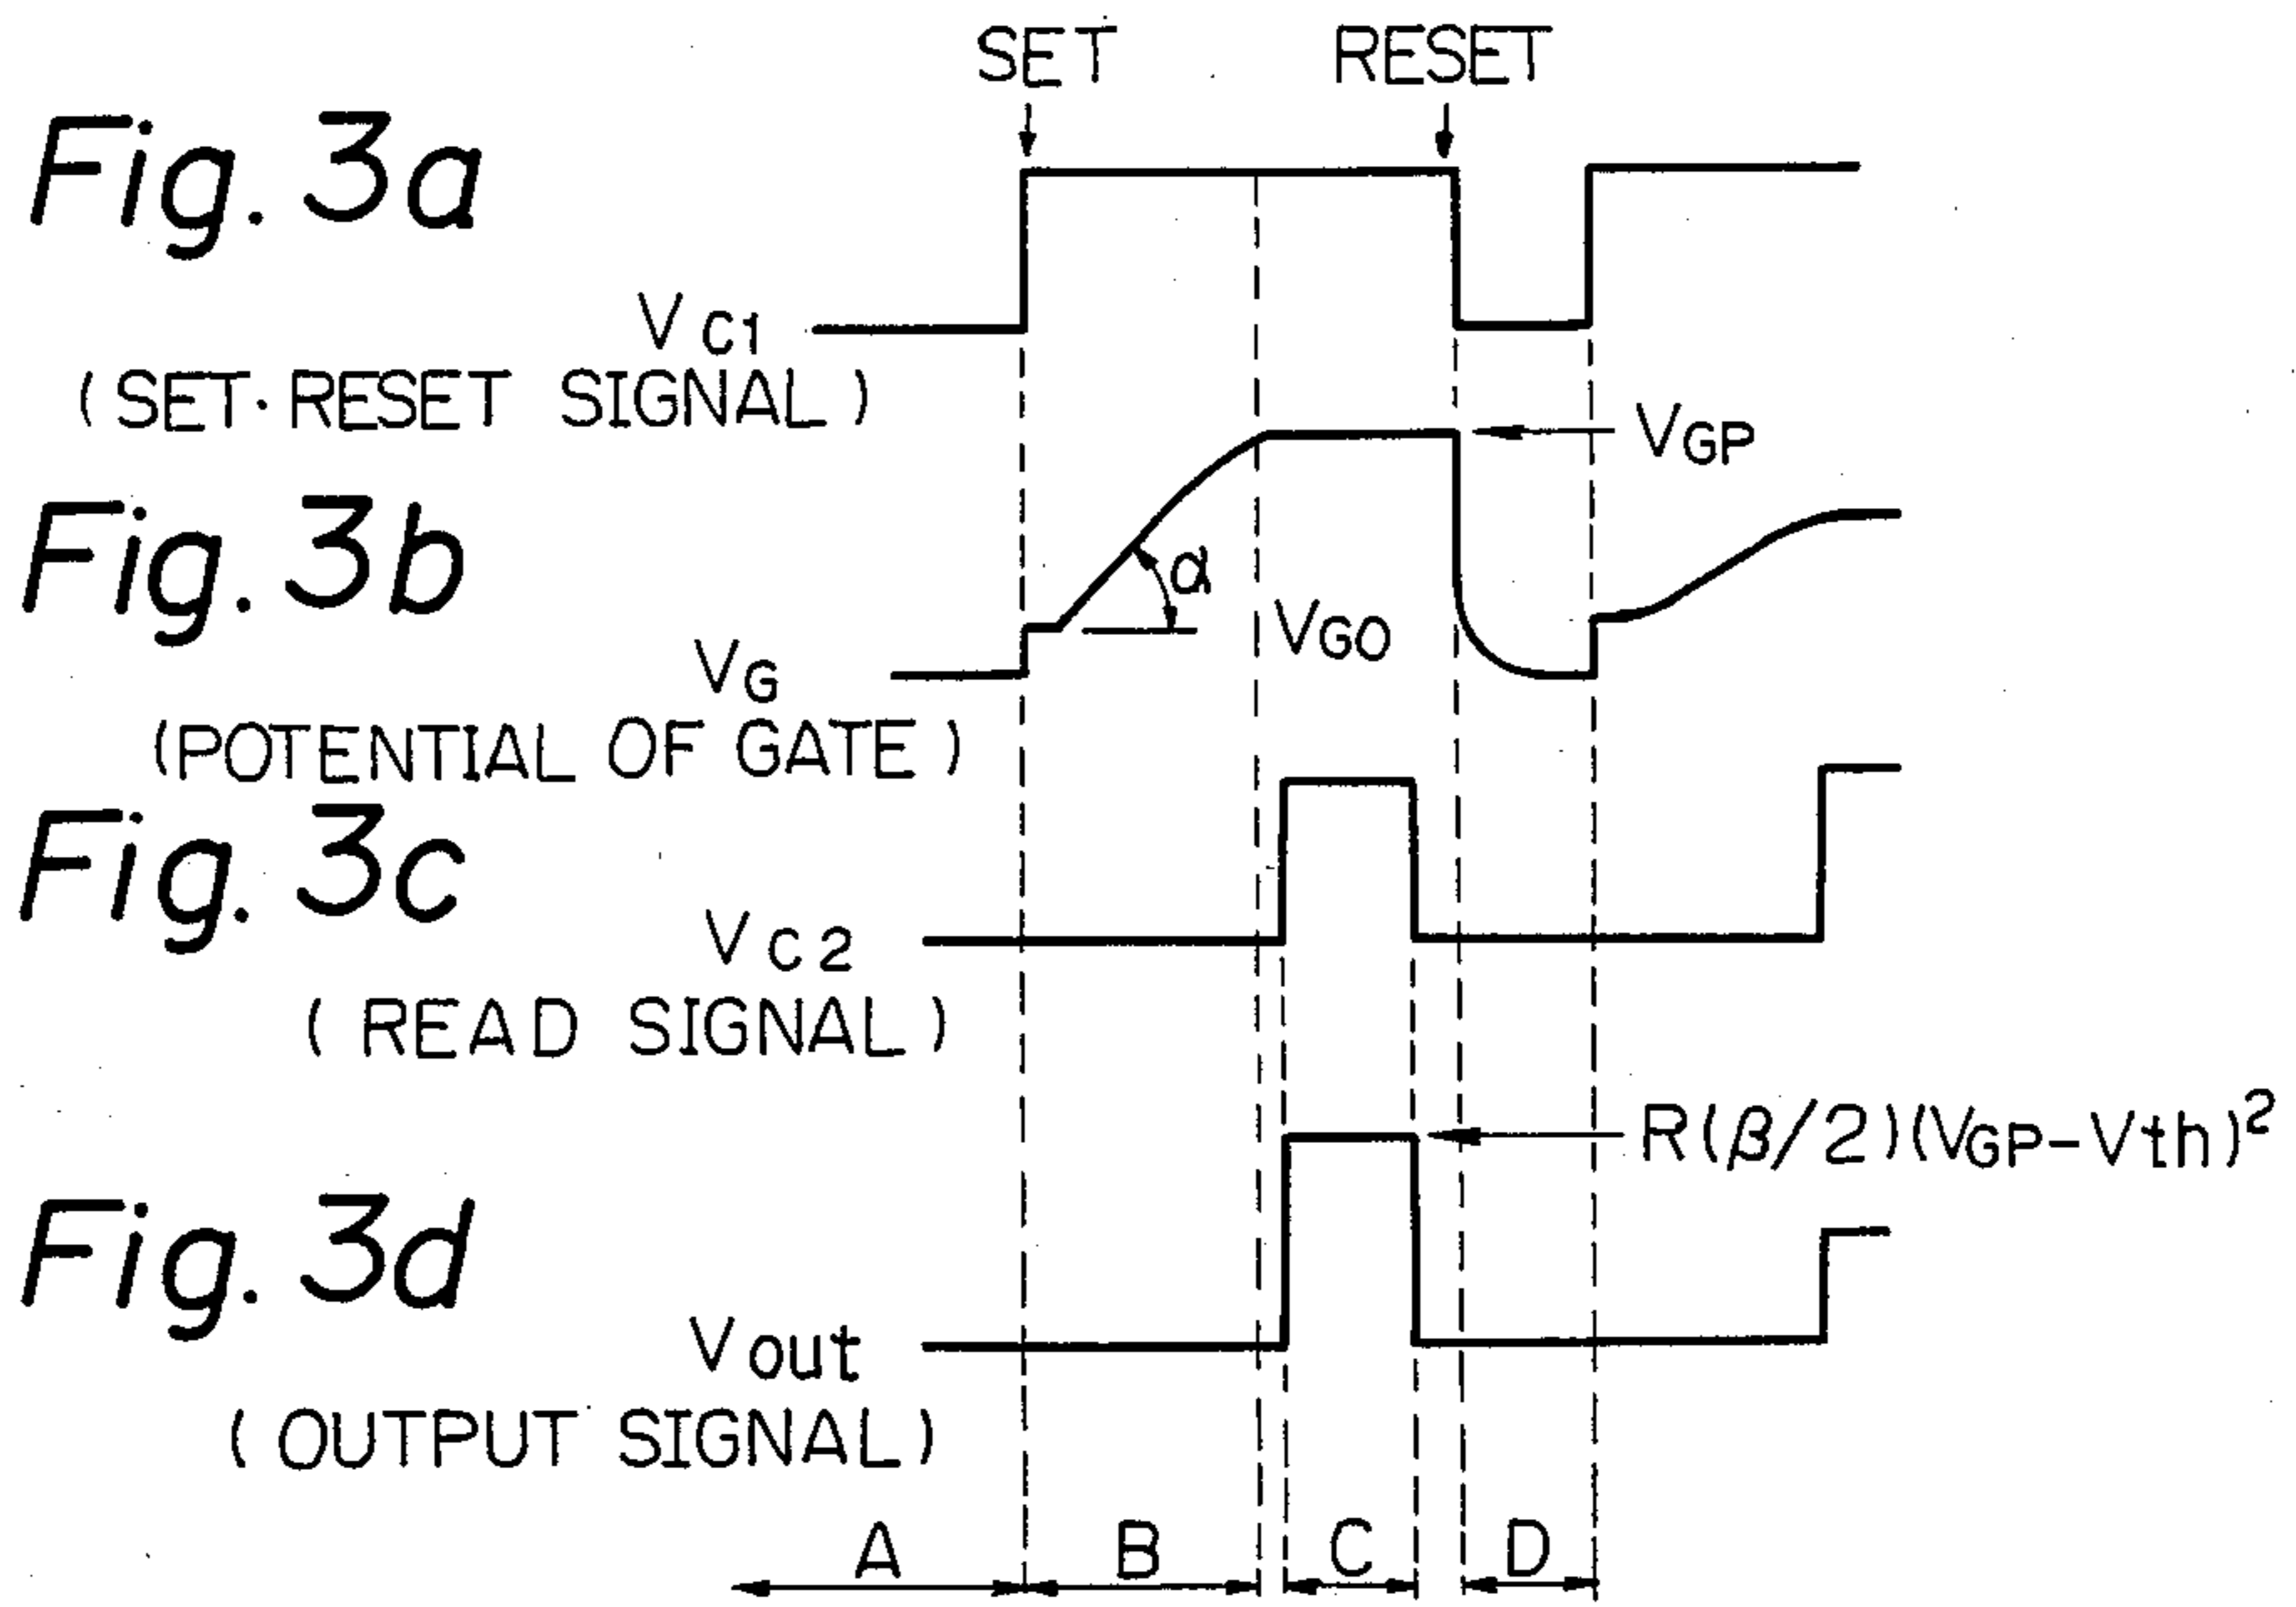 SET RESET
Fig. 3a
VC1
(SET·RESET SIGNAL)
VGP
Fig. 3b
α
VGO
VG
(POTENTIAL OF GATE)
Fig. 3c
VC2
(READ SIGNAL)
R(β/2)(VGP-Vth)²
Fig. 3d
Vout
(OUTPUT SIGNAL)
A B C D